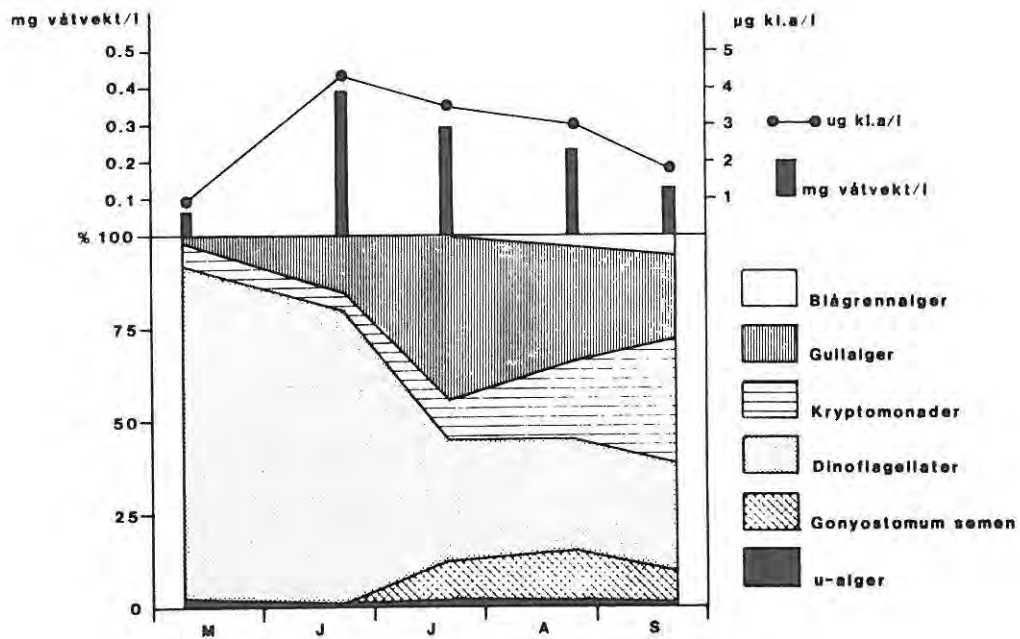 mg våtvekt/l
µg kl.a/l
0.5
0.4
0.3
0.2
0.1
5
4
3
2
1
ug kl.a/l
mg våtvekt/l
% 100
75
50
25
0
M J J A S
Blågrønnalger
Gullalger
Kryptomonader
Dinoflagellater
Gonyostomum semen
u-alger